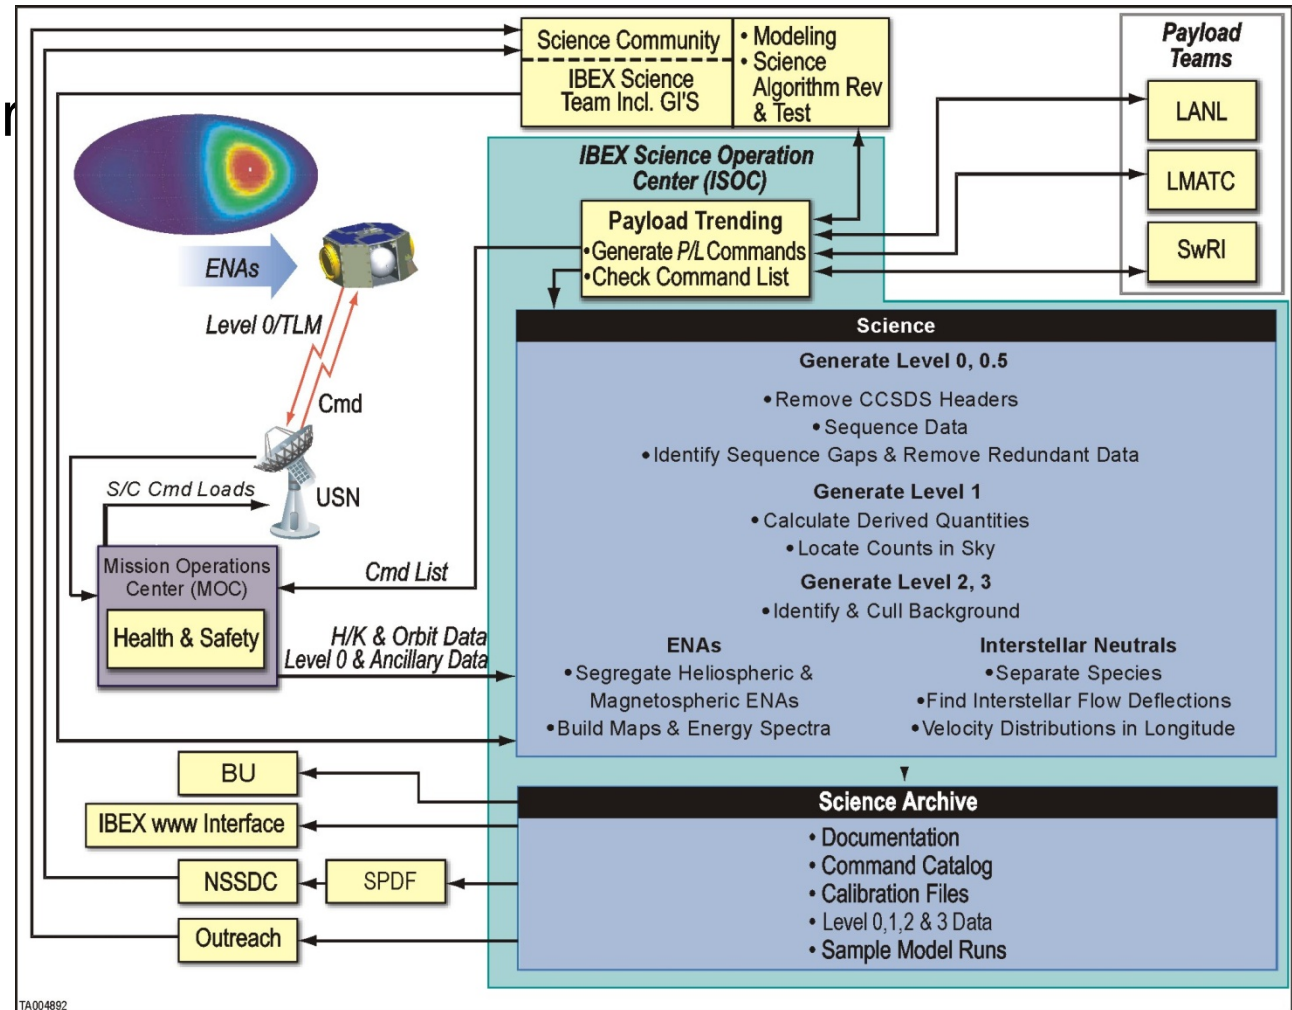 Science Community
IBEX Science
Team Incl. GI'S
• Modeling
• Science
Algorithm Rev
& Test
Payload
Teams
LANL
LMATC
SwRI
IBEX Science Operation
Center (ISOC)
Payload Trending
• Generate P/L Commands
• Check Command List
ENAs
Level 0/TLM
Cmd
USN
S/C Cmd Loads
Mission Operations
Center (MOC)
Health & Safety
Cmd List
H/K & Orbit Data
Level 0 & Ancillary Data
Science
Generate Level 0, 0.5
• Remove CCSDS Headers
• Sequence Data
• Identify Sequence Gaps & Remove Redundant Data
Generate Level 1
• Calculate Derived Quantities
• Locate Counts in Sky
Generate Level 2, 3
• Identify & Cull Background
ENAs
• Segregate Heliospheric &
Magnetospheric ENAs
• Build Maps & Energy Spectra
Interstellar Neutrals
• Separate Species
• Find Interstellar Flow Deflections
• Velocity Distributions in Longitude
BU
IBEX www Interface
NSSDC
SPDF
Outreach
Science Archive
• Documentation
• Command Catalog
• Calibration Files
• Level 0,1,2 & 3 Data
• Sample Model Runs
TA004892